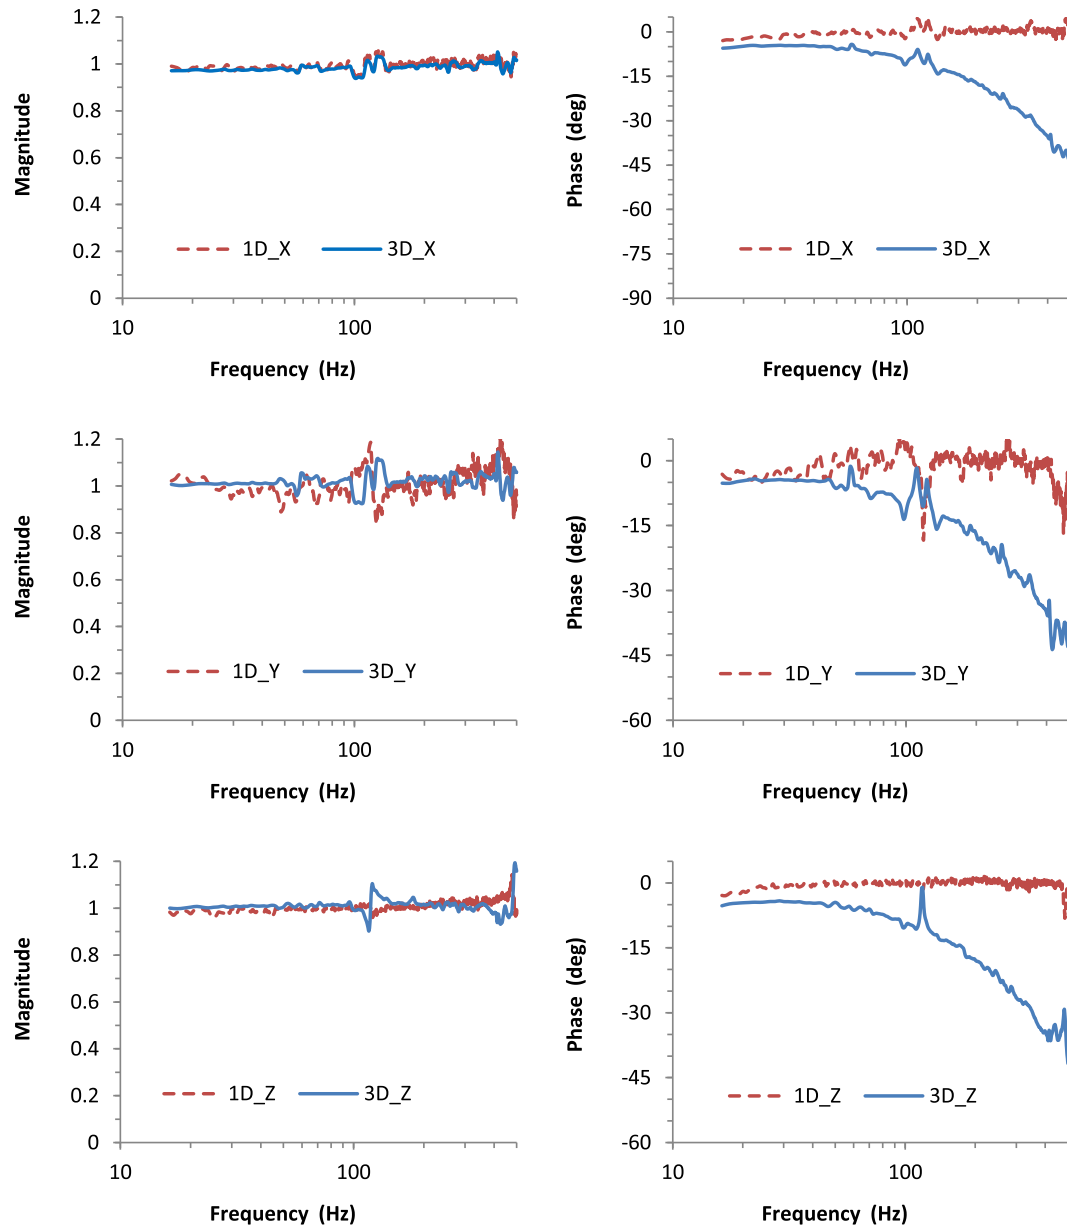 1.2
1
0.8
0.6
0.4
0.2
0
Magnitude
1D_X 3D_X
10 100
Frequency (Hz)
0
-15
-30
-45
-60
-75
-90
Phase (deg)
1D_X 3D_X
10 100
Frequency (Hz)
1.2
1
0.8
0.6
0.4
0.2
0
Magnitude
1D_Y 3D_Y
10 100
Frequency (Hz)
0
-15
-30
-45
-60
Phase (deg)
1D_Y 3D_Y
10 100
Frequency (Hz)
1.2
1
0.8
0.6
0.4
0.2
0
Magnitude
1D_Z 3D_Z
10 100
Frequency (Hz)
0
-15
-30
-45
-60
Phase (deg)
1D_Z 3D_Z
10 100
Frequency (Hz)